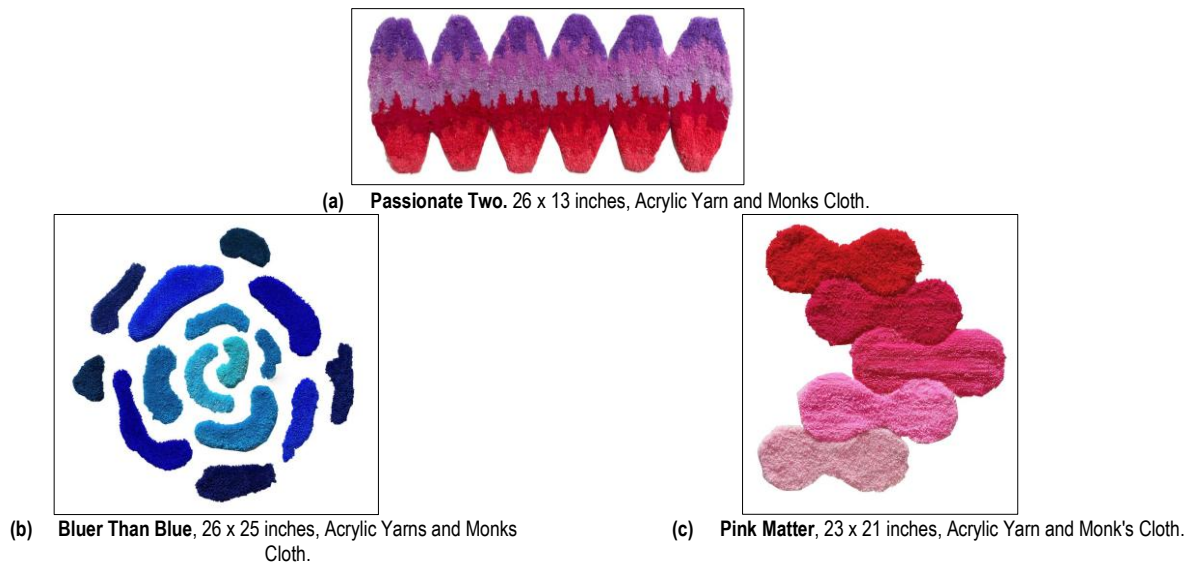 (a) Passionate Two. 26 x 13 inches, Acrylic Yarn and Monks Cloth.
(b) Bluer Than Blue, 26 x 25 inches, Acrylic Yarns and Monks
Cloth.
(c) Pink Matter, 23 x 21 inches, Acrylic Yarn and Monk's Cloth.